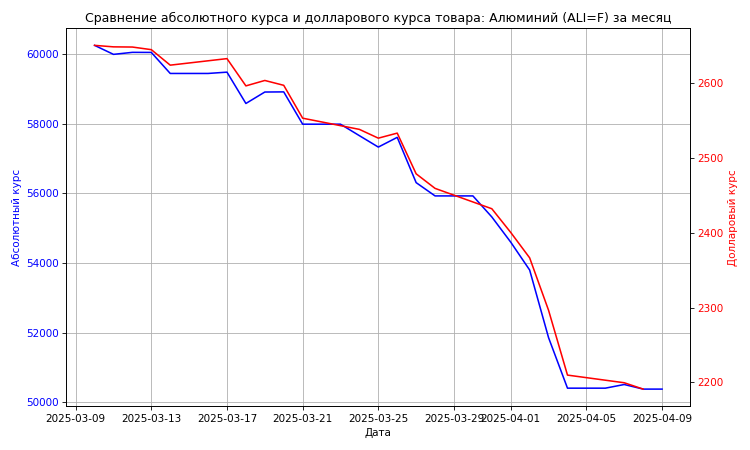 Сравнение абсолютного курса и долларового курса товара: Алюминий (ALI=F) за месяц
Абсолютный курс
60000
58000
56000
54000
52000
50000
2600
2500
2400
2300
2200
Долларовый курс
2025-03-09 2025-03-13 2025-03-17 2025-03-21 2025-03-25 2025-03-29 2025-04-01 2025-04-05 2025-04-09
Дата